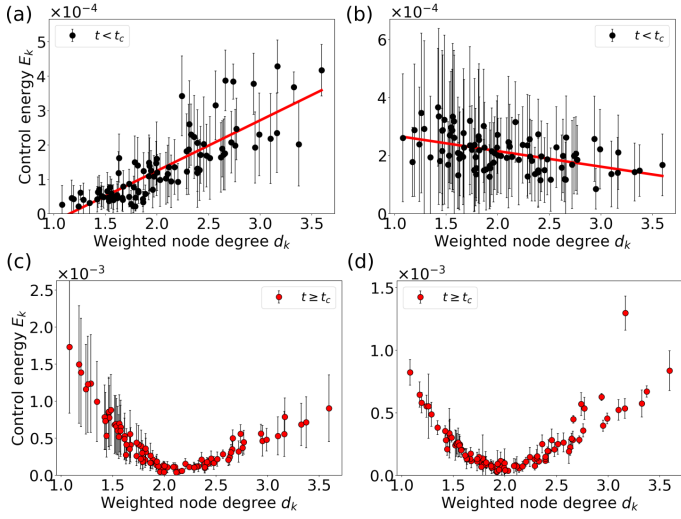 (a)
×10⁻⁴
t < t_c
Control energy E_k
5
4
3
2
1
0
1.0 1.5 2.0 2.5 3.0 3.5
Weighted node degree d_k
(b)
×10⁻⁴
t < t_c
6
4
2
0
1.0 1.5 2.0 2.5 3.0 3.5
Weighted node degree d_k
(c)
×10⁻³
t ≥ t_c
Control energy E_k
2.5
2.0
1.5
1.0
0.5
0.0
1.0 1.5 2.0 2.5 3.0 3.5
Weighted node degree d_k
(d)
×10⁻³
t ≥ t_c
1.5
1.0
0.5
0.0
1.0 1.5 2.0 2.5 3.0 3.5
Weighted node degree d_k